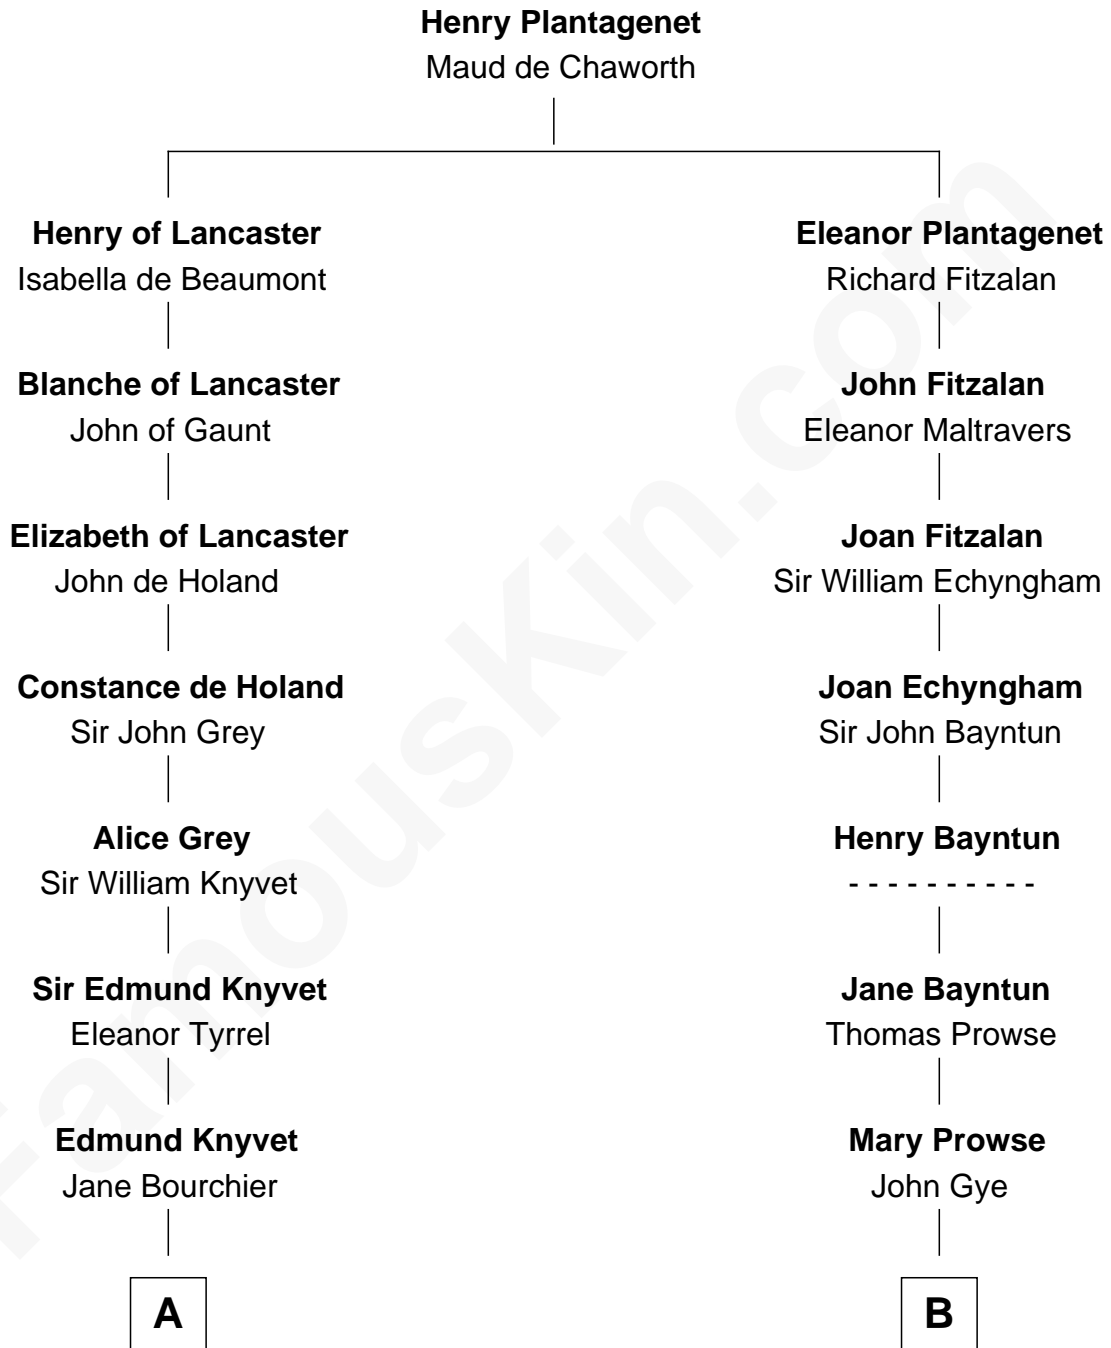 Henry Plantagenet
Maud de Chaworth
Henry of Lancaster
Isabella de Beaumont
Eleanor Plantagenet
Richard Fitzalan
Blanche of Lancaster
John of Gaunt
John Fitzalan
Eleanor Maltravers
Elizabeth of Lancaster
John de Holand
Joan Fitzalan
Sir William Echyngham
Constance de Holand
Sir John Grey
Joan Echyngham
Sir John Bayntun
Alice Grey
Sir William Knyvet
Henry Bayntun
- - - - - - - - - -
Sir Edmund Knyvet
Eleanor Tyrrel
Jane Bayntun
Thomas Prowse
Edmund Knyvet
Jane Bourchier
Mary Prowse
John Gye
A
B
FamousKin.com